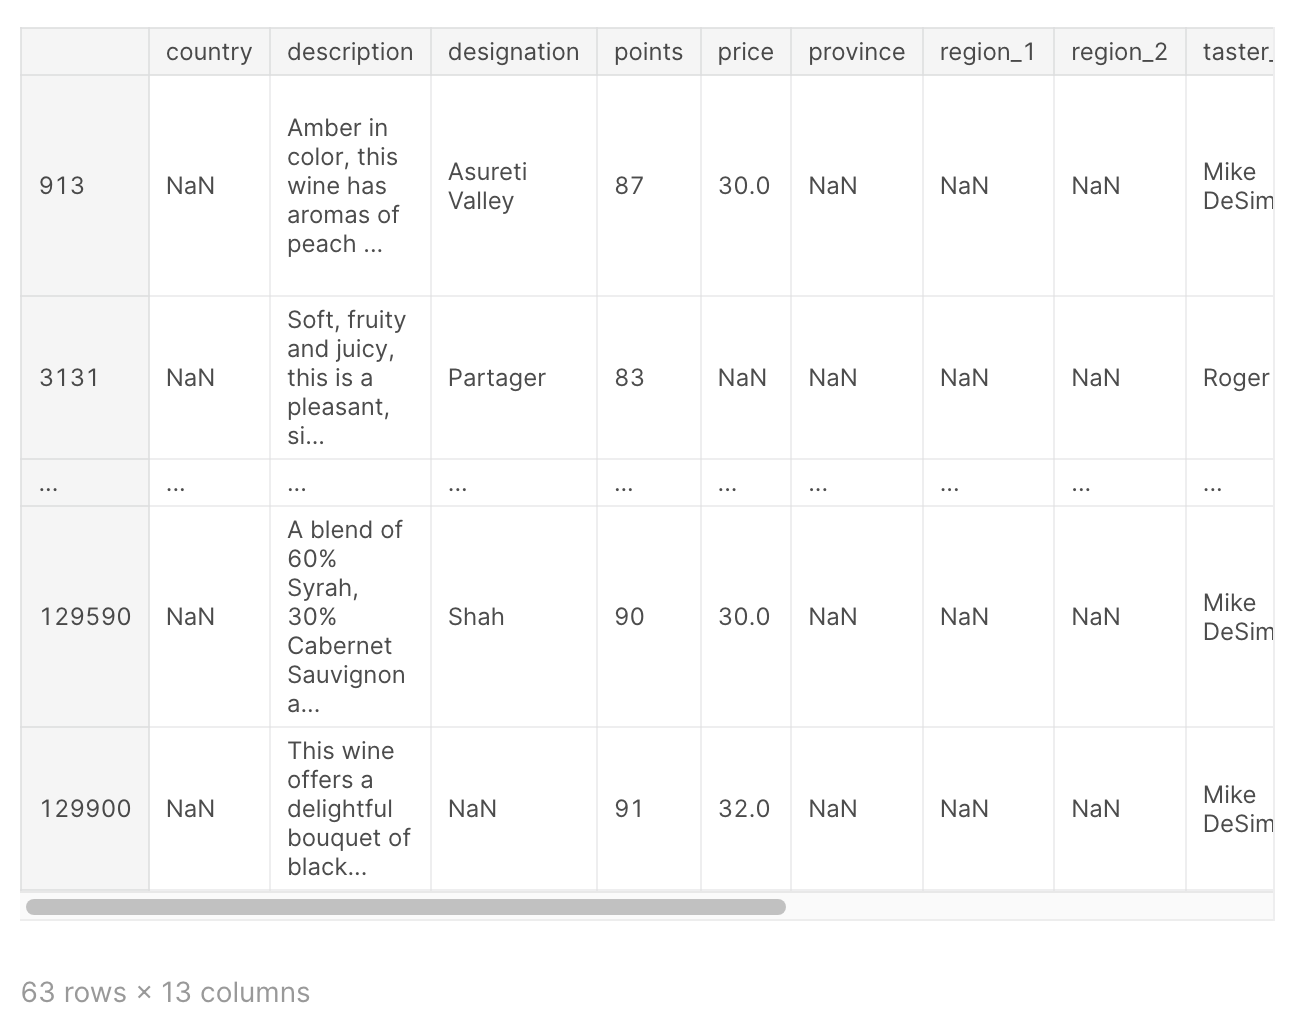 country description designation points price province region_1 region_2 taster_
Amber in
color, this
wine has
aromas of
peach ...
913 NaN Asureti Valley 87 30.0 NaN NaN NaN Mike DeSim
Soft, fruity
and juicy,
this is a
pleasant,
si...
3131 NaN Partager 83 NaN NaN NaN NaN Roger
... ... ... ... ... ... ... ... ... ...
A blend of
60%
Syrah,
30%
Cabernet
Sauvignon
a...
129590 NaN Shah 90 30.0 NaN NaN NaN Mike DeSim
This wine
offers a
delightful
bouquet of
black...
129900 NaN NaN 91 32.0 NaN NaN NaN Mike DeSim
63 rows × 13 columns